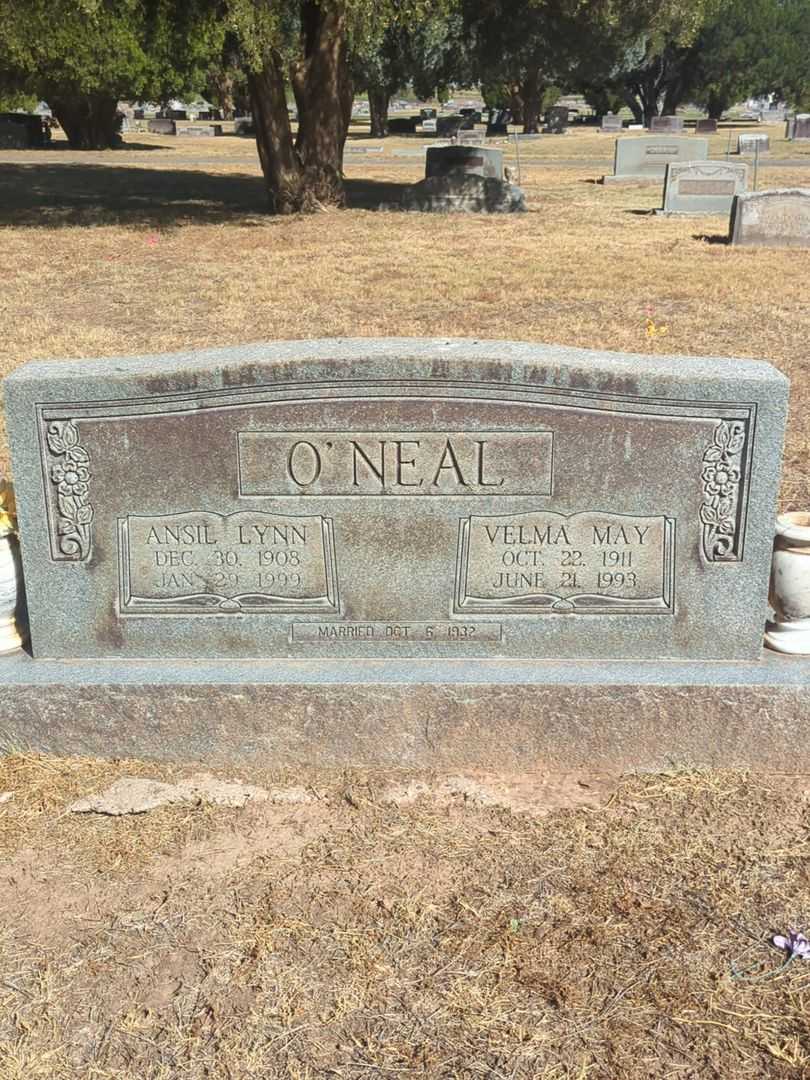 O'NEAL
ANSIL LYNN
DEC. 30, 1908
JAN. 29 1999
VELMA MAY
OCT. 22, 1911
JUNE 21, 1993
MARRIED OCT 6 1932